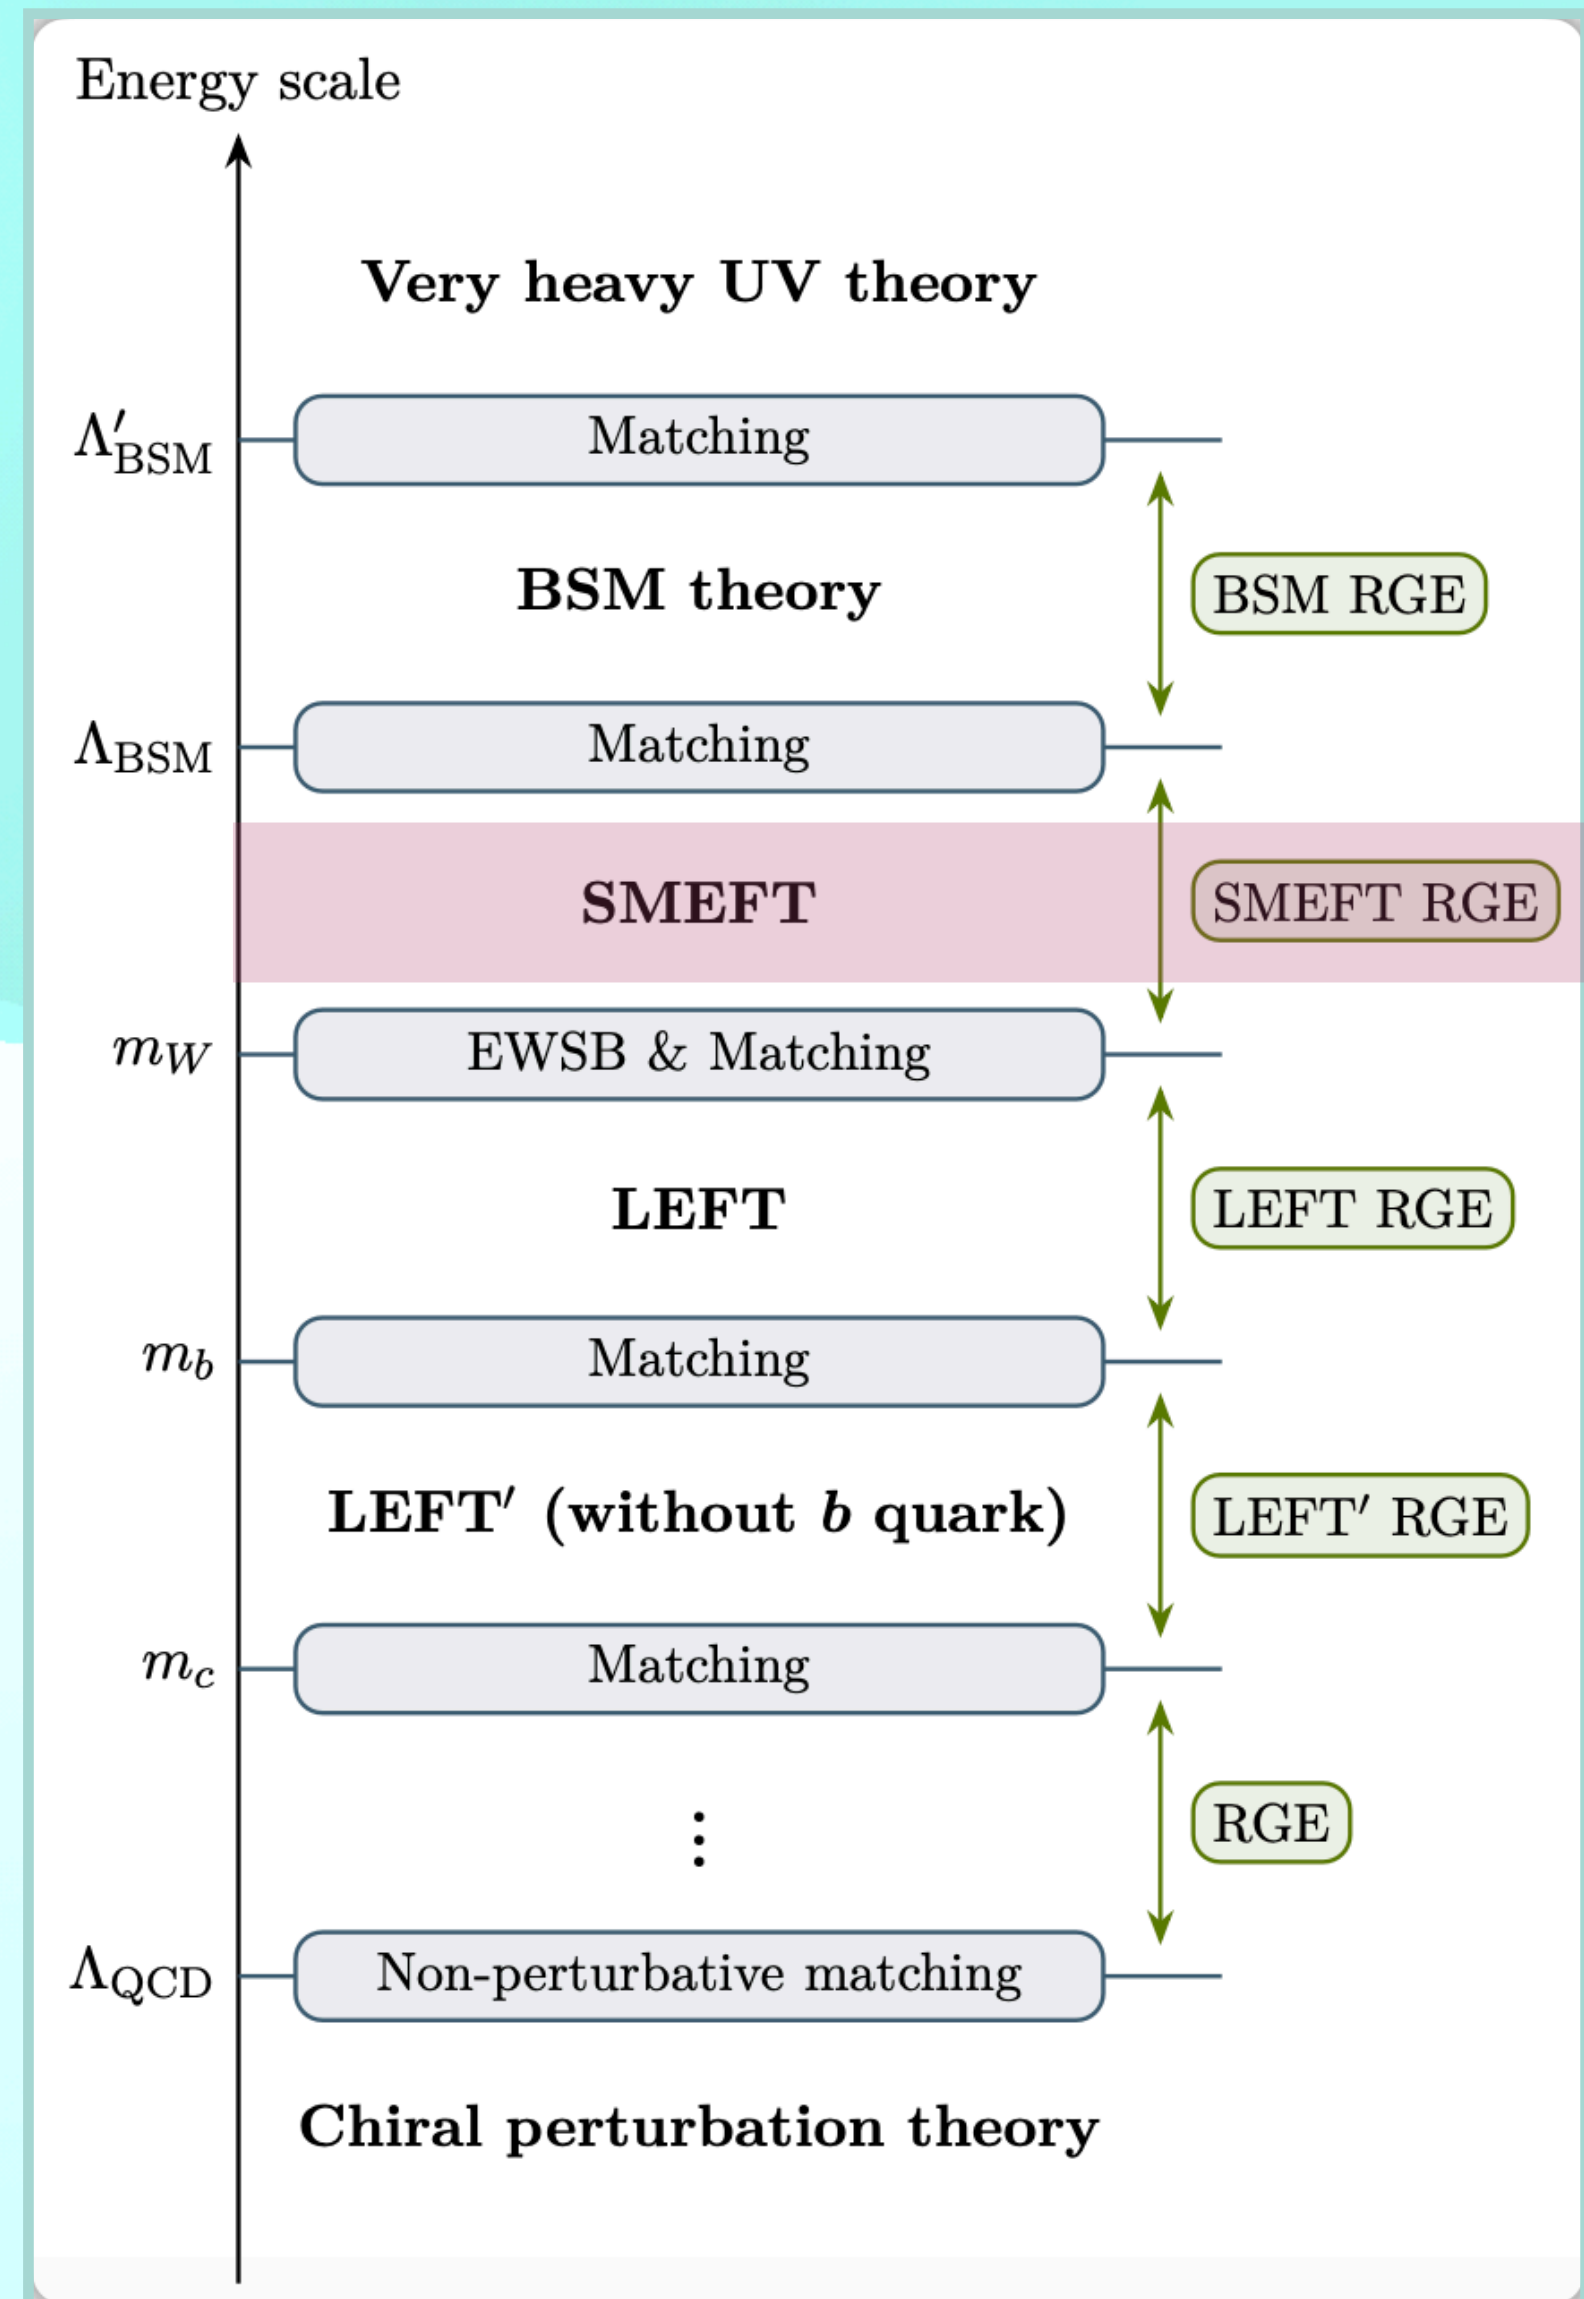 Energy scale
Very heavy UV theory
Λ′BSM
Matching
BSM theory
BSM RGE
ΛBSM
Matching
SMEFT
SMEFT RGE
mW
EWSB & Matching
LEFT
LEFT RGE
mb
Matching
LEFT′ (without b quark)
LEFT′ RGE
mc
Matching
⋮
RGE
ΛQCD
Non-perturbative matching
Chiral perturbation theory